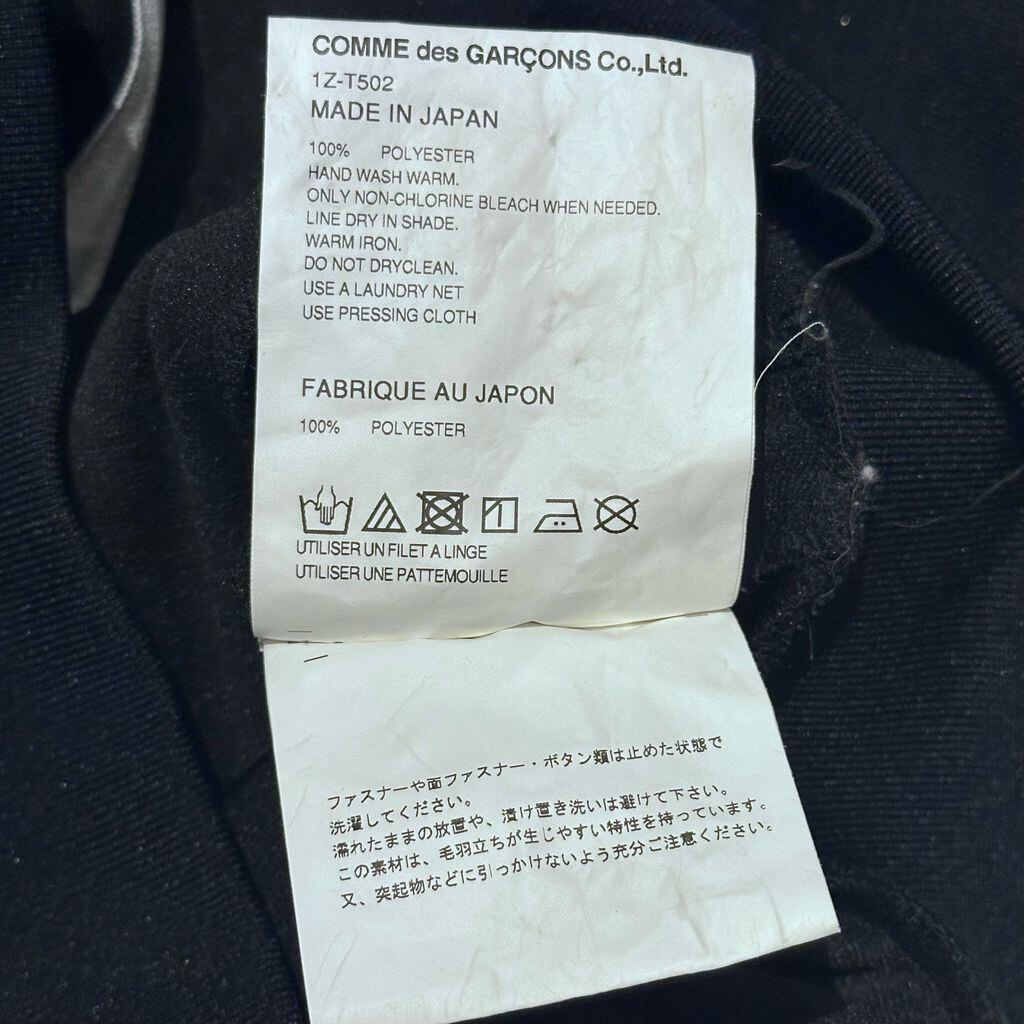 COMME des GARÇONS Co.,Ltd.
1Z-T502
MADE IN JAPAN
100% POLYESTER
HAND WASH WARM.
ONLY NON-CHLORINE BLEACH WHEN NEEDED.
LINE DRY IN SHADE.
WARM IRON.
DO NOT DRYCLEAN.
USE A LAUNDRY NET
USE PRESSING CLOTH
FABRIQUE AU JAPON
100% POLYESTER
UTILISER UN FILET A LINGE
UTILISER UNE PATTEMOUILLE
ファスナーや面ファスナー・ボタン類は止めた状態で
洗濯してください。
濡れたままの放置や、漬け置き洗いは避けて下さい。
この素材は、毛羽立ちが生じやすい特性を持っています。
又、突起物などに引っかけないよう充分ご注意ください。